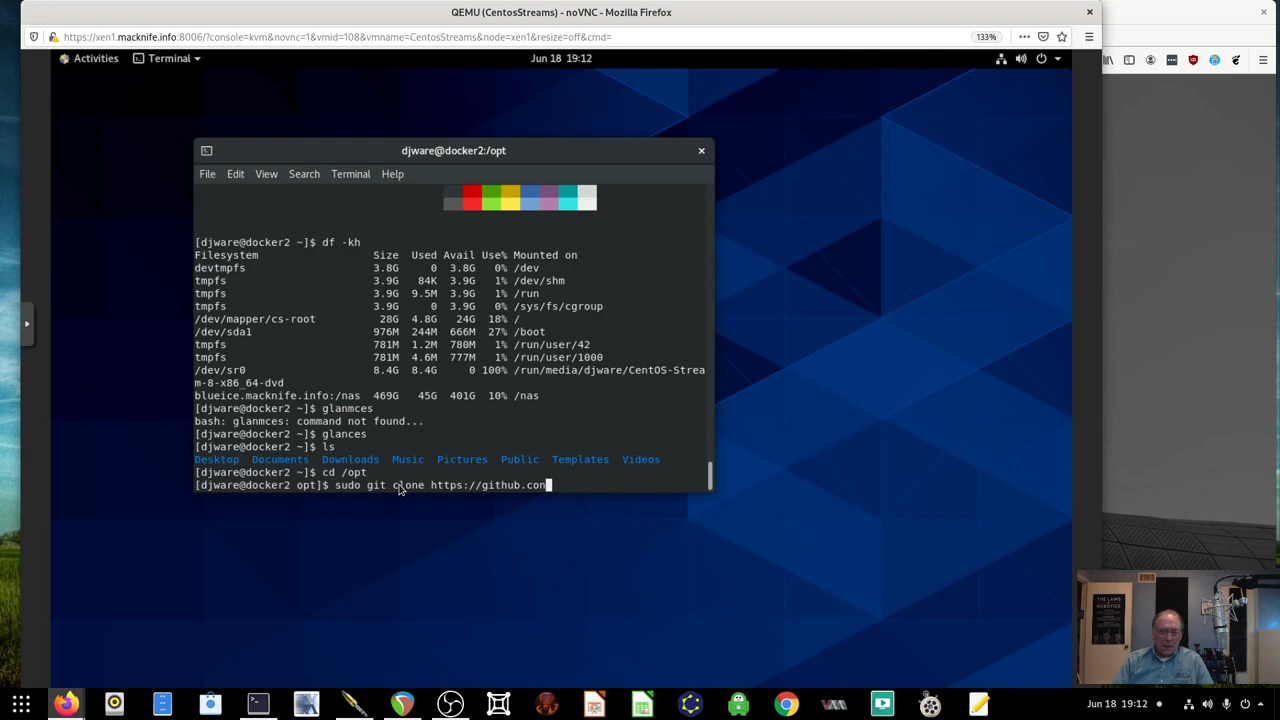 QEMU (CentosStreams) - noVNC - Mozilla Firefox
https://xen1.macknife.info:8006/?console=kvm&novnc=1&vmid=108&vmname=CentosStreams&node=xen1&resize=off&cmd=
133%
Activities
Terminal
Jun 18 19:12
djware@docker2:/opt
File Edit View Search Terminal Help
[djware@docker2 ~]$ df -kh
Filesystem Size Used Avail Use% Mounted on
devtmpfs 3.8G 0 3.8G 0% /dev
tmpfs 3.9G 84K 3.9G 1% /dev/shm
tmpfs 3.9G 9.5M 3.9G 1% /run
tmpfs 3.9G 0 3.9G 0% /sys/fs/cgroup
/dev/mapper/cs-root 28G 4.8G 24G 18% /
/dev/sda1 976M 244M 666M 27% /boot
tmpfs 781M 1.2M 780M 1% /run/user/42
tmpfs 781M 4.6M 777M 1% /run/user/1000
/dev/sr0 8.4G 8.4G 0 100% /run/media/djware/CentOS-Strea
m-8-x86_64-dvd
blueice.macknife.info:/nas 469G 45G 401G 10% /nas
[djware@docker2 ~]$ glanmces
bash: glanmces: command not found...
[djware@docker2 ~]$ glances
[djware@docker2 ~]$ ls
Desktop Documents Downloads Music Pictures Public Templates Videos
[djware@docker2 ~]$ cd /opt
[djware@docker2 opt]$ sudo git clone https://github.con
THE LAWS
OF
ROBOTICS
Jun 18 19:12